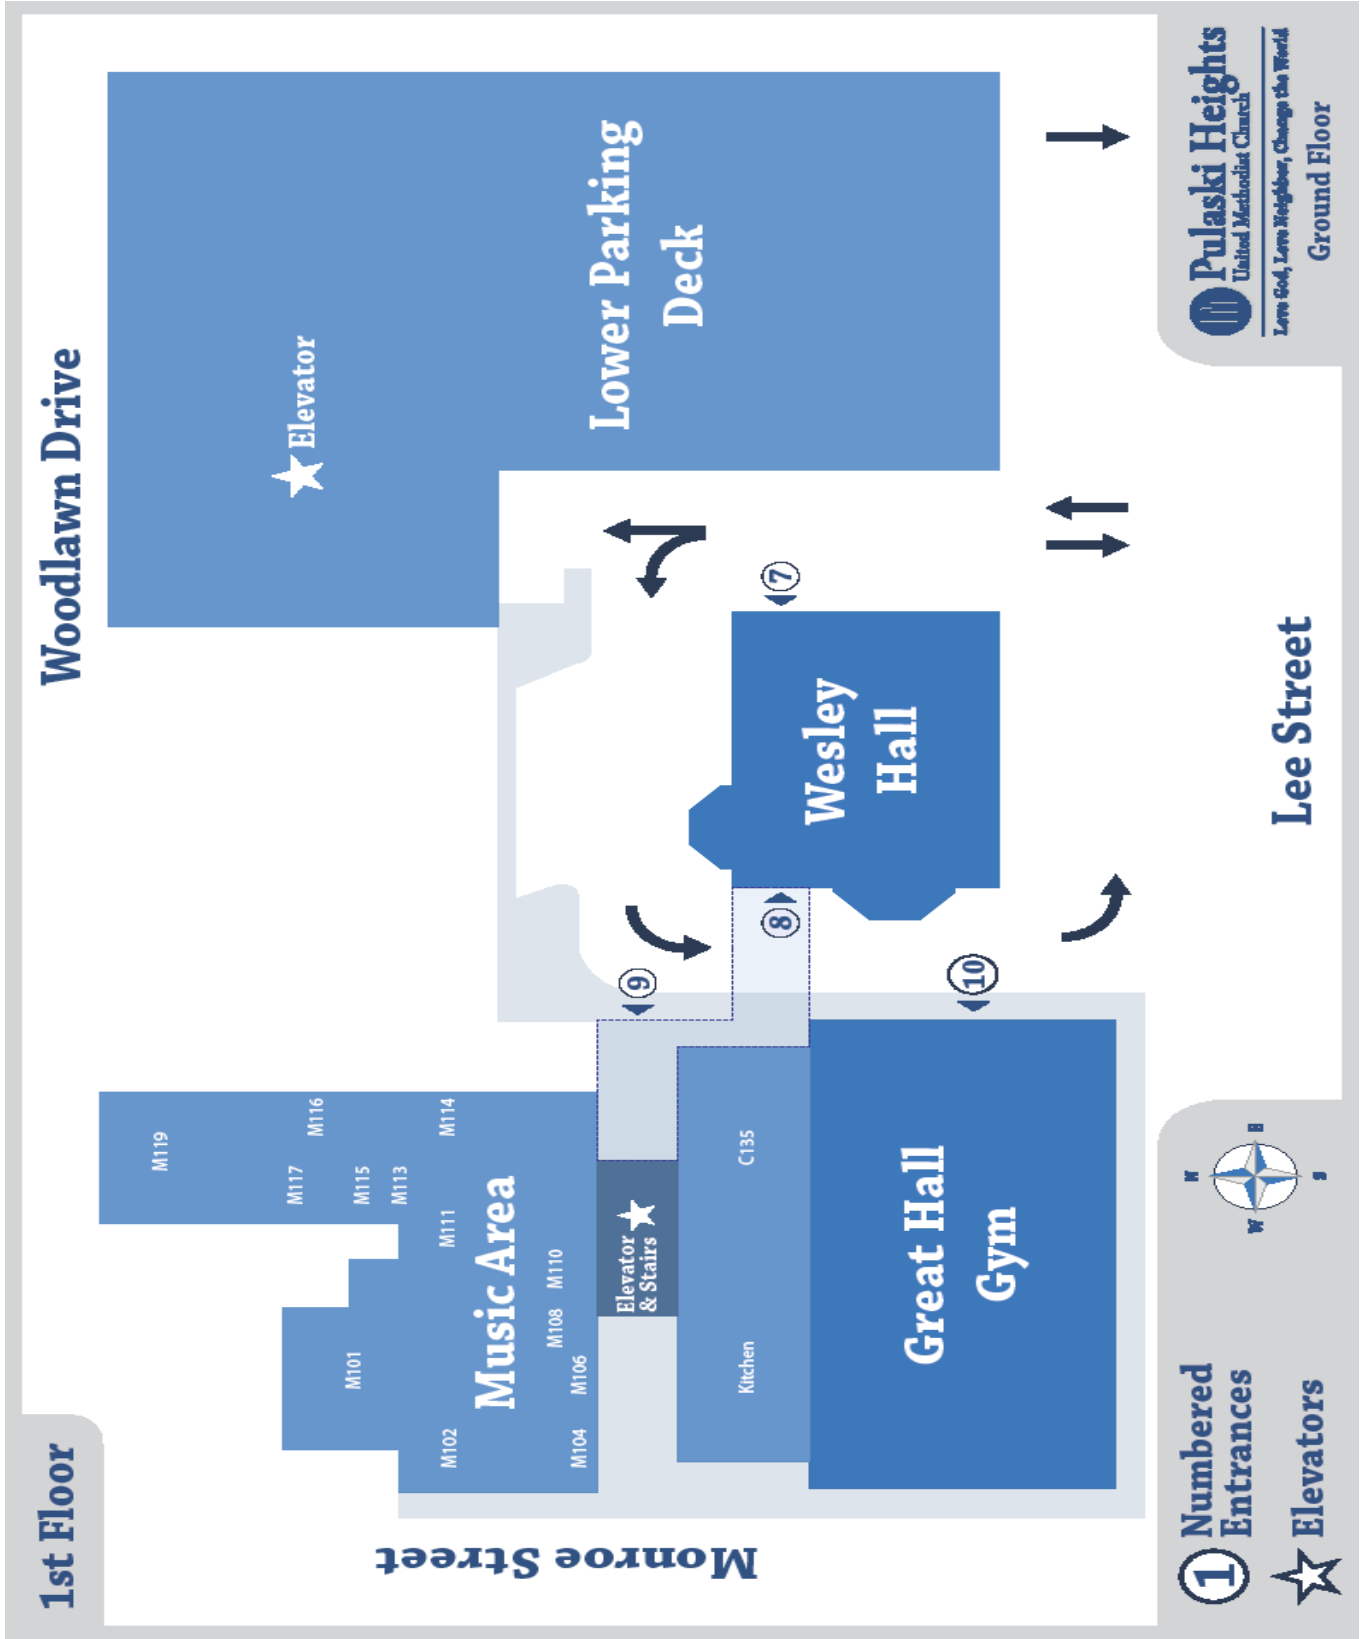 1st Floor
Woodlawn Drive
Monroe Street
Lee Street
M119
M116
M117
M115
M113
M114
M111
M101
M102
Music Area
M110
M108
M106
M104
Elevator
& Stairs
C135
Kitchen
Great Hall
Gym
9
8
10
7
Wesley
Hall
Elevator
Lower Parking
Deck
1 Numbered
Entrances
Elevators
N
W
E
S
Pulaski Heights
United Methodist Church
Love God, Love Neighbor, Change the World
Ground Floor